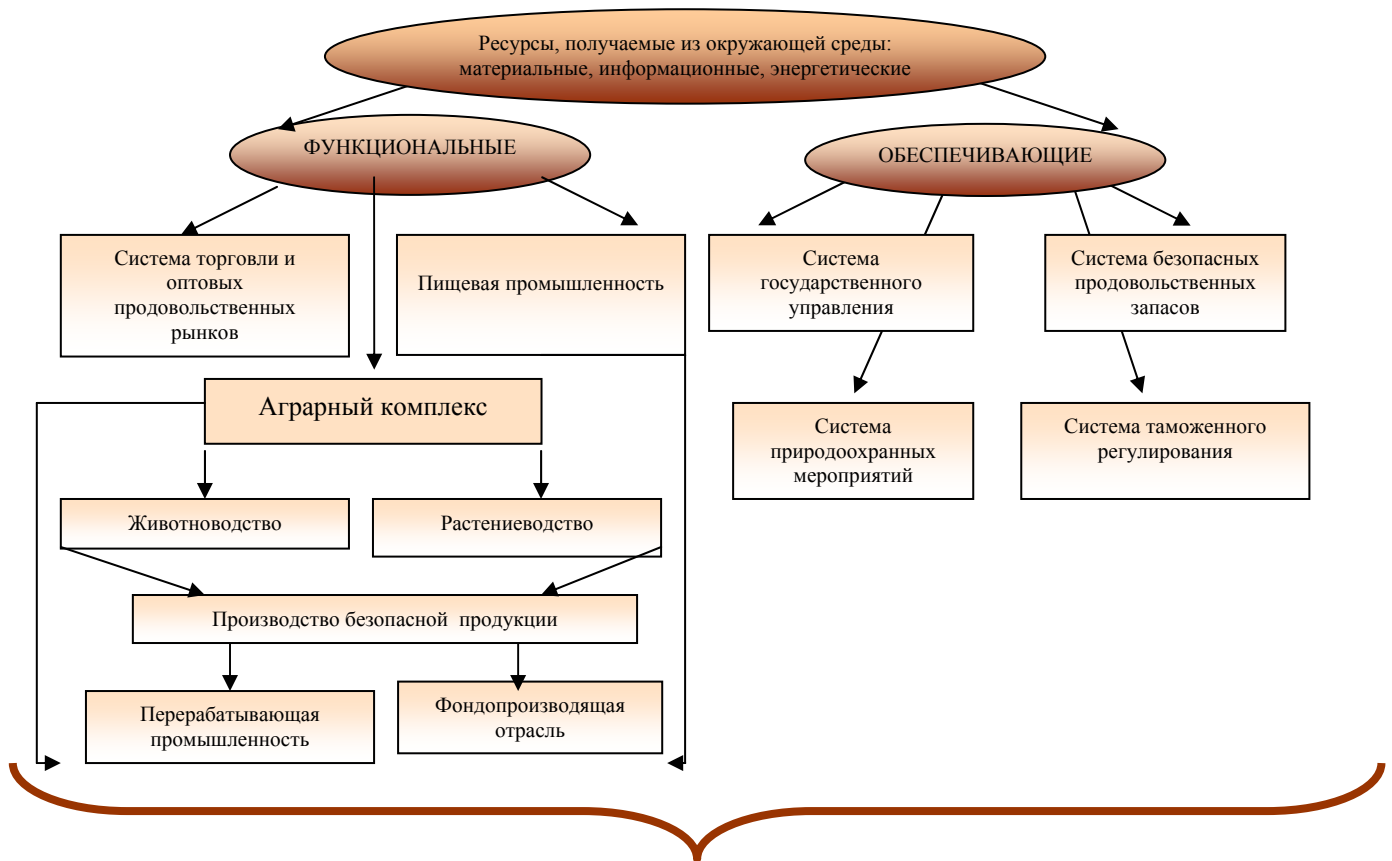 Ресурсы, получаемые из окружающей среды:
материальные, информационные, энергетические
ФУНКЦИОНАЛЬНЫЕ
ОБЕСПЕЧИВАЮЩИЕ
Система торговли и
оптовых
продовольственных
рынков
Пищевая промышленность
Система
государственного
управления
Система безопасных
продовольственных
запасов
Аграрный комплекс
Система
природоохранных
мероприятий
Система таможенного
регулирования
Животноводство
Растениеводство
Производство безопасной  продукции
Перерабатывающая
промышленность
Фондопроизводящая
отрасль